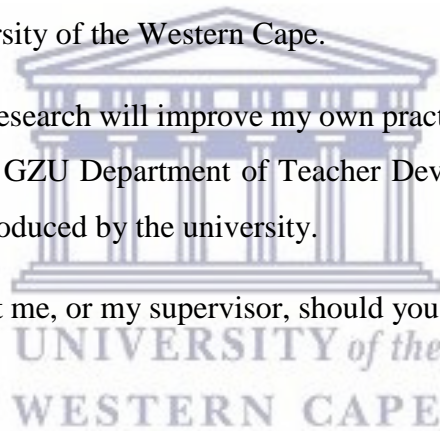 rsity of the Western Cape.
esearch will improve my own pract
GZU Department of Teacher Dev
oduced by the university.
t me, or my supervisor, should you
UNIVERSITY of the
WESTERN CAPE